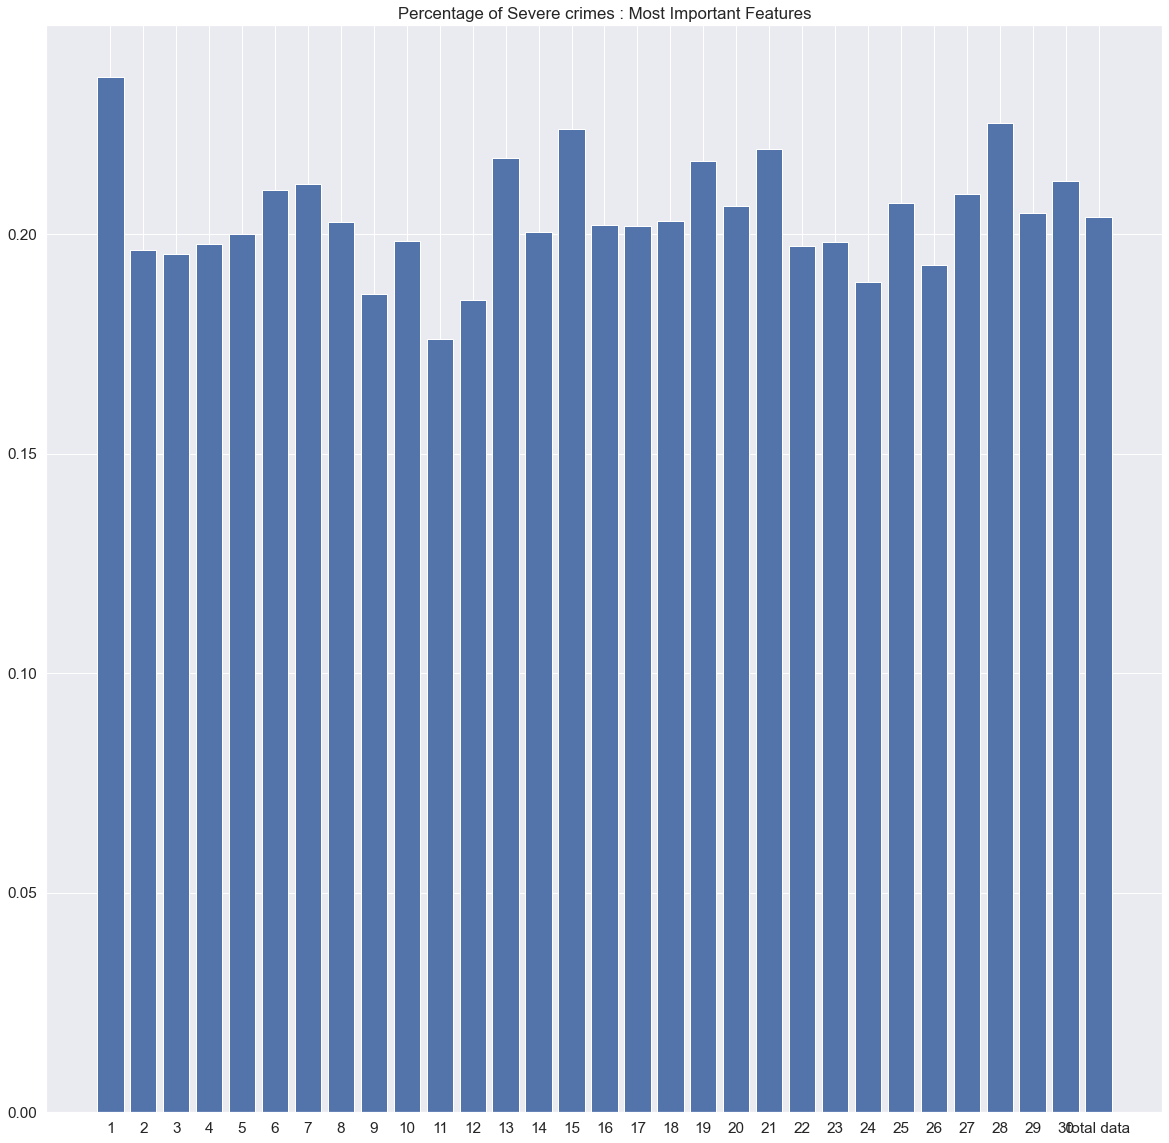 Percentage of Severe crimes : Most Important Features
0.20
0.15
0.10
0.05
0.00
1 2 3 4 5 6 7 8 9 10 11 12 13 14 15 16 17 18 19 20 21 22 23 24 25 26 27 28 29 30 total data